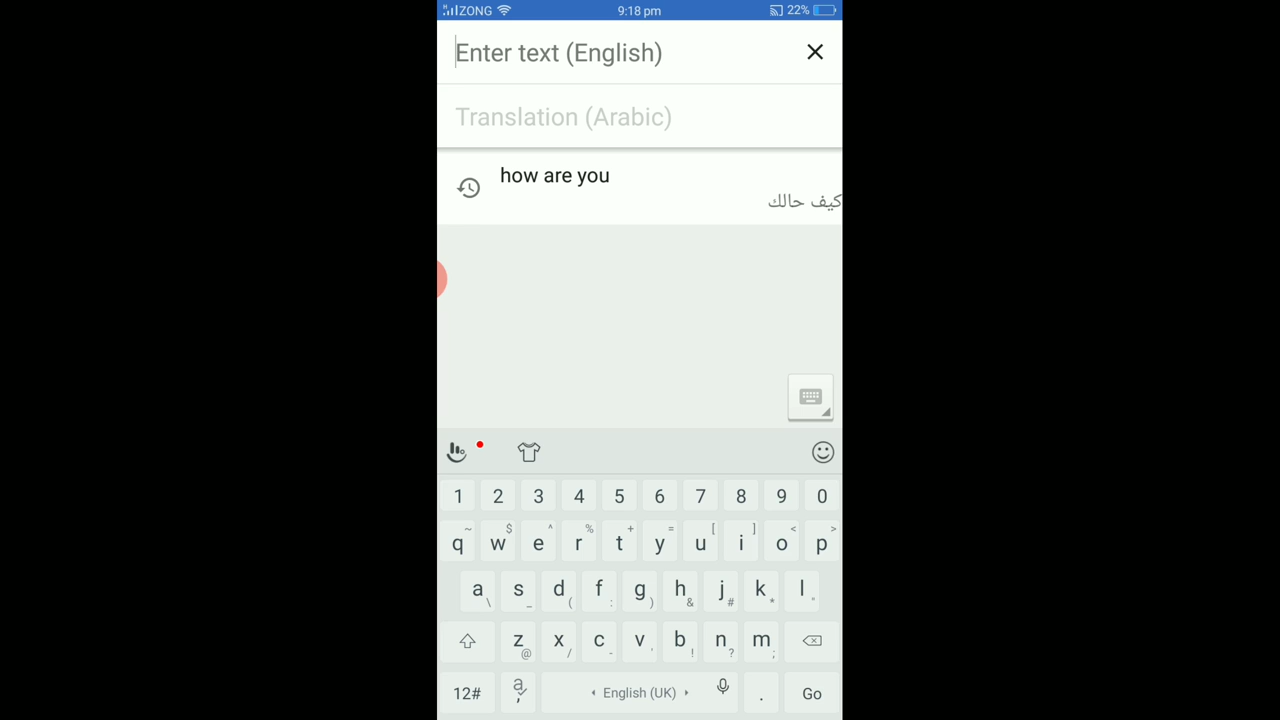 ZONG 9:18 pm 22%
Enter text (English)
Translation (Arabic)
how are you
كيف حالك
1 2 3 4 5 6 7 8 9 0
~ $ ^ % + = [ ] < >
q w e r t y u i o p
a s d f g h j k l
\ _ ( : ) & # * "
z x c v b n m
@ / - ' ! ? ;
12# a , English (UK) . Go